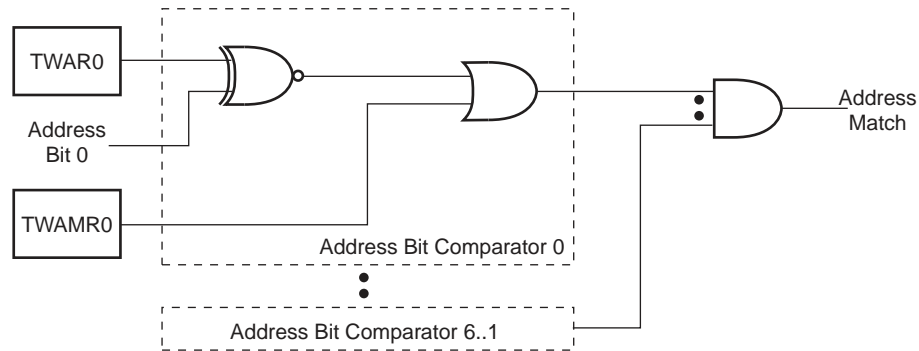 TWAR0
Address
Bit 0
TWAMR0
Address Bit Comparator 0
Address
Match
Address Bit Comparator 6..1